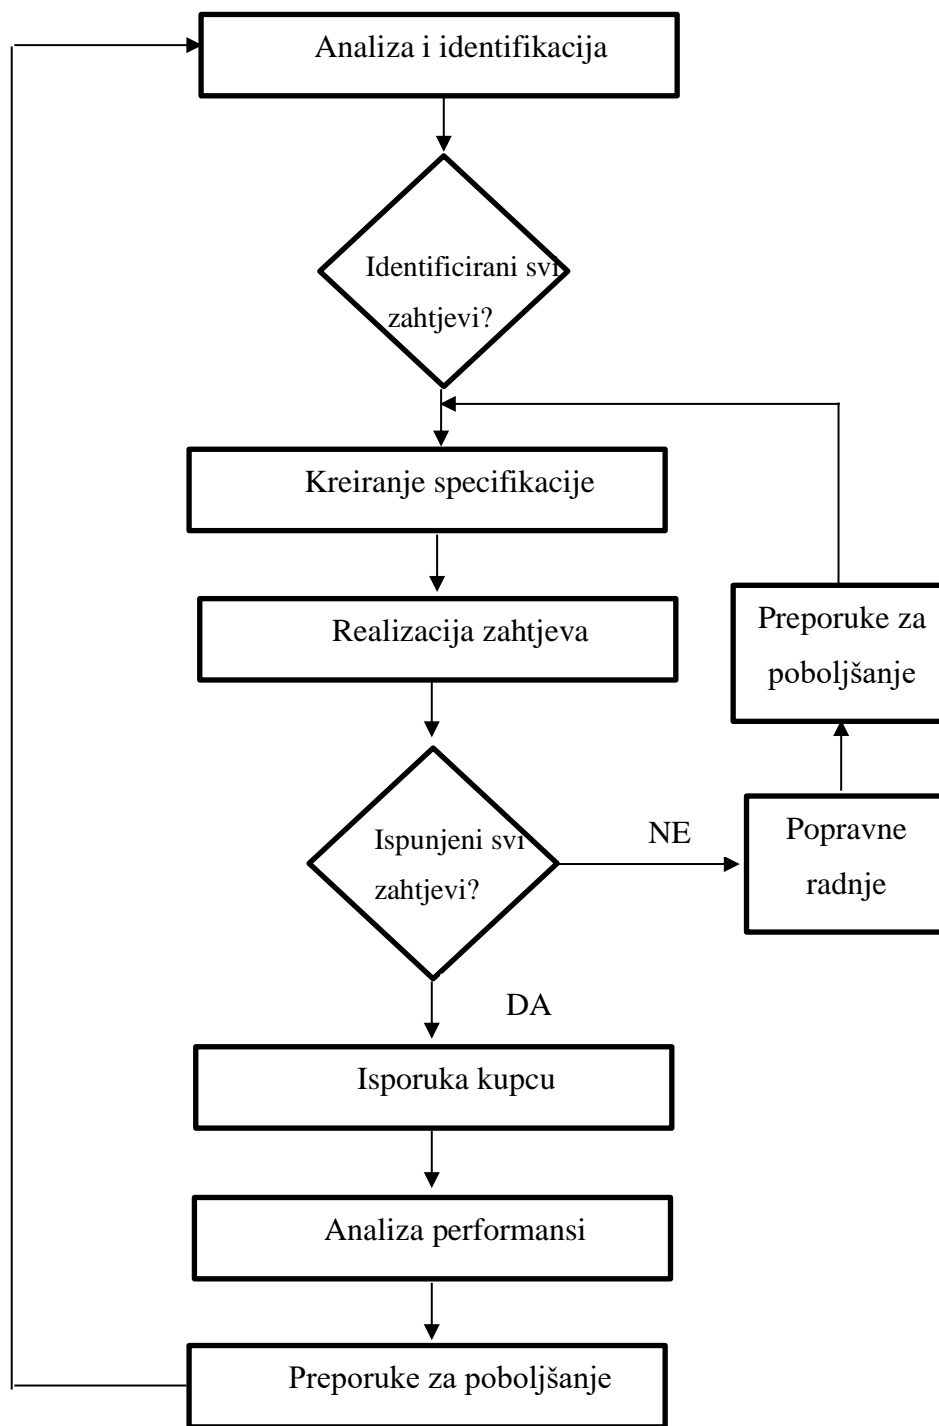 Analiza i identifikacija
Identificirani svi
zahtjevi?
Kreiranje specifikacije
Realizacija zahtjeva
Preporuke za
poboljšanje
Ispunjeni svi
zahtjevi?
NE
Popravne
radnje
DA
Isporuka kupcu
Analiza performansi
Preporuke za poboljšanje